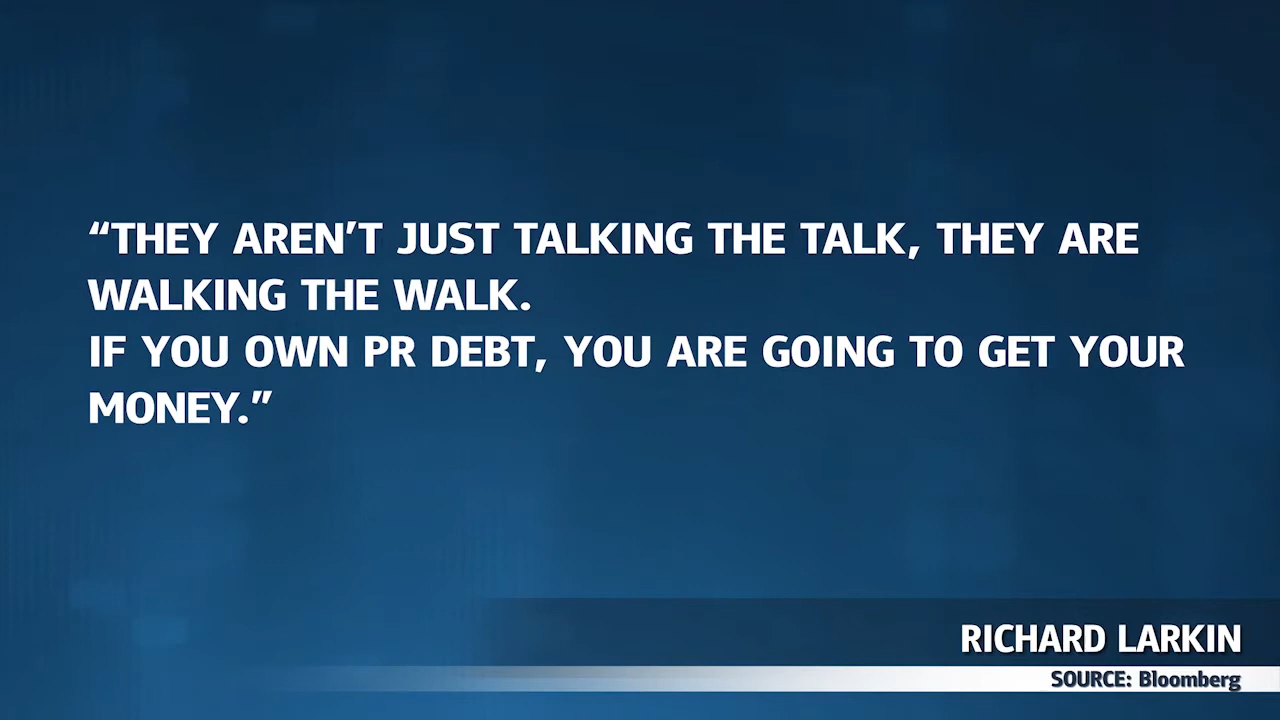 “THEY AREN’T JUST TALKING THE TALK, THEY ARE
WALKING THE WALK.
IF YOU OWN PR DEBT, YOU ARE GOING TO GET YOUR
MONEY.”
RICHARD LARKIN
SOURCE: Bloomberg